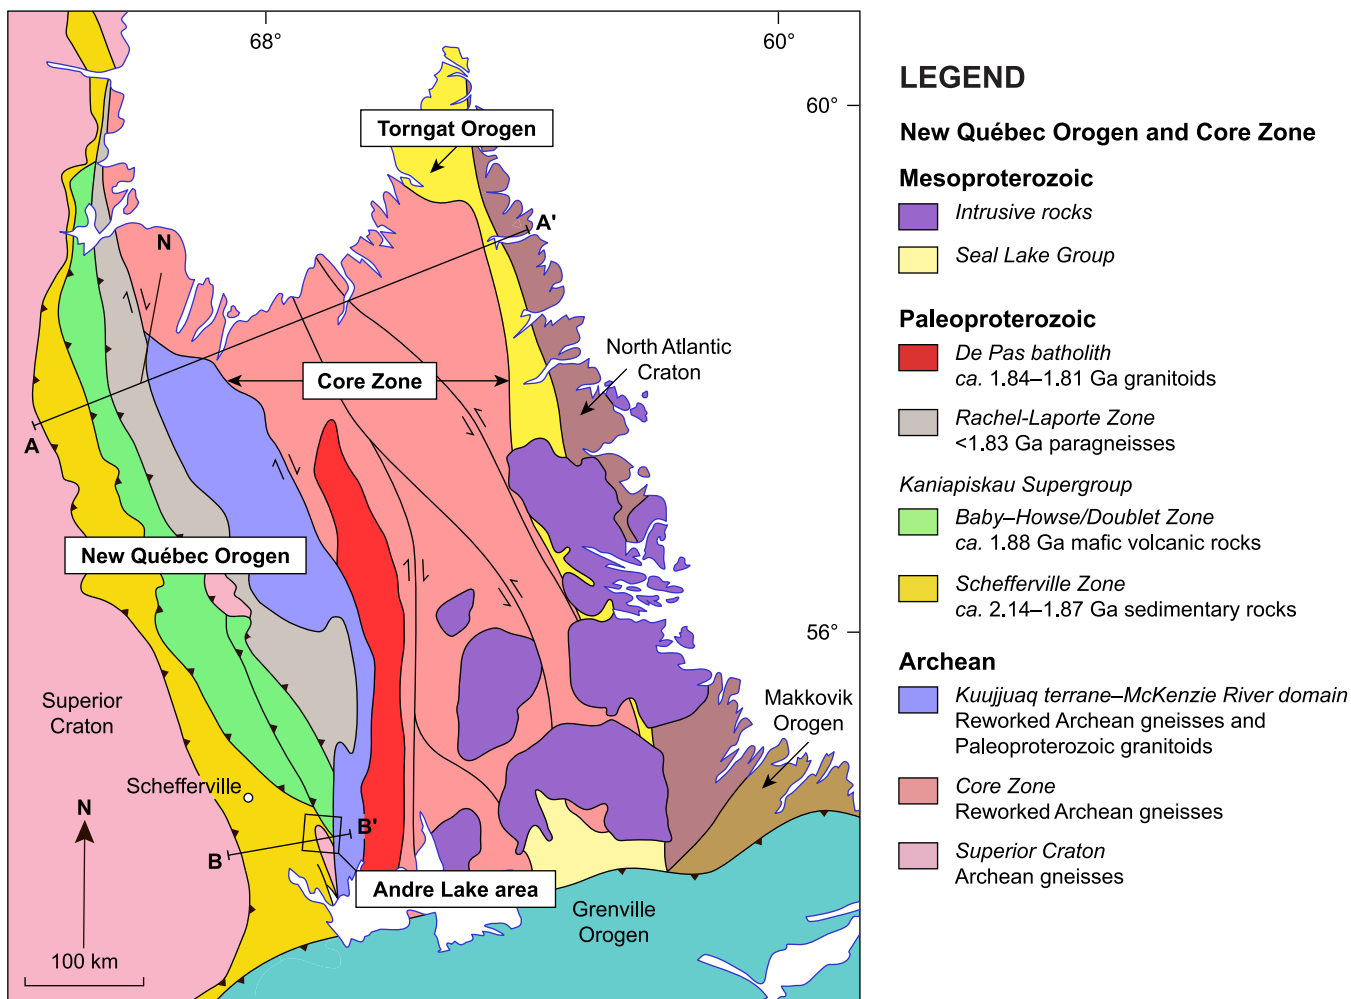 68°
60°
60°
Torngat Orogen
A'
N
North Atlantic
Craton
Core Zone
A
New Québec Orogen
56°
Superior
Craton
Makkovik
Orogen
Schefferville
N
B'
B
Andre Lake area
Grenville
Orogen
100 km
LEGEND
New Québec Orogen and Core Zone
Mesoproterozoic
Intrusive rocks
Seal Lake Group
Paleoproterozoic
De Pas batholith
ca. 1.84–1.81 Ga granitoids
Rachel-Laporte Zone
<1.83 Ga paragneisses
Kaniapiskau Supergroup
Baby–Howse/Doublet Zone
ca. 1.88 Ga mafic volcanic rocks
Schefferville Zone
ca. 2.14–1.87 Ga sedimentary rocks
Archean
Kuujjuaq terrane–McKenzie River domain
Reworked Archean gneisses and
Paleoproterozoic granitoids
Core Zone
Reworked Archean gneisses
Superior Craton
Archean gneisses